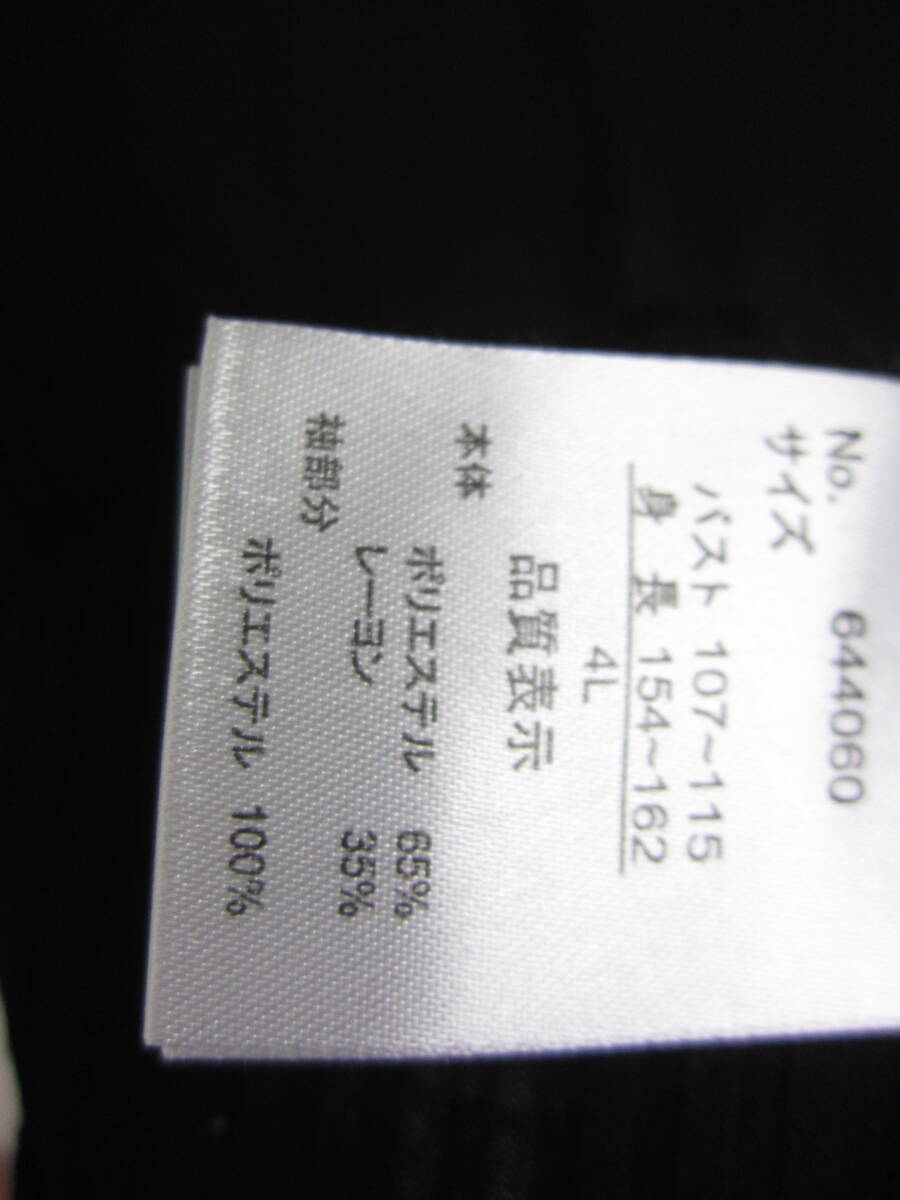 No. 644060
サイズ
バスト 107~115
身長 154~162
4L
品質表示
本体
ポリエステル 65%
レーヨン 35%
袖部分
ポリエステル 100%